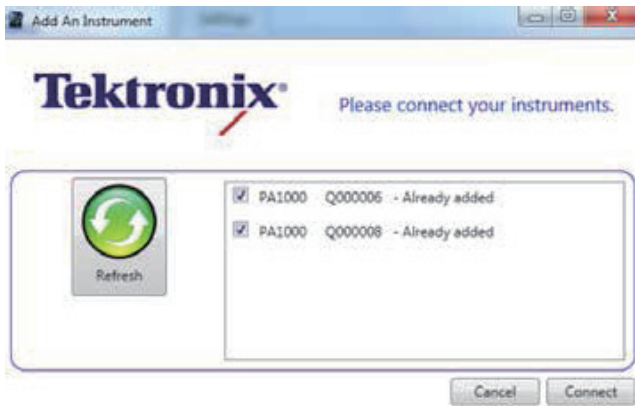 Add An Instrument
Settings
Tektronix®
Please connect your instruments.
PA1000 Q000006 - Already added
PA1000 Q000008 - Already added
Refresh
Cancel
Connect